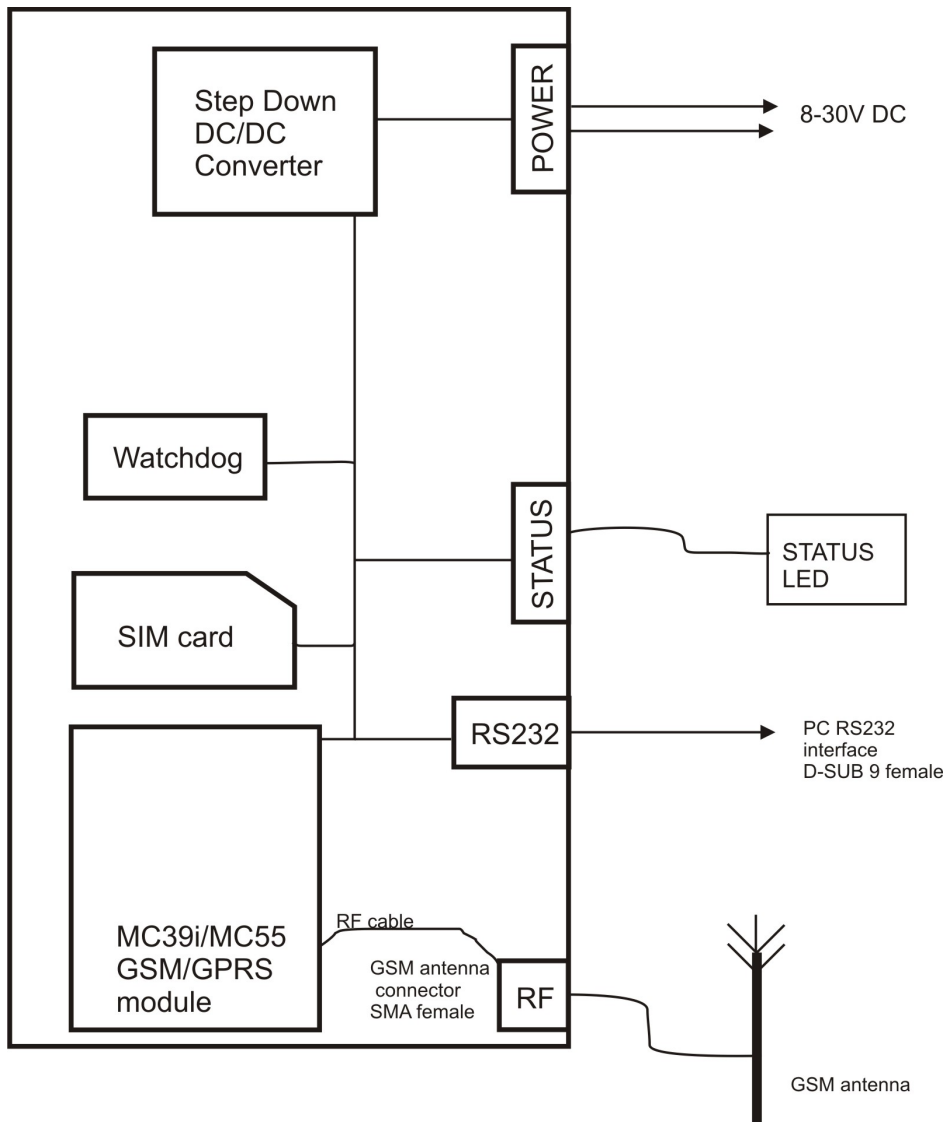 Step Down
DC/DC
Converter
POWER
8-30V DC
Watchdog
STATUS
STATUS
LED
SIM card
RS232
PC RS232
interface
D-SUB 9 female
MC39i/MC55
GSM/GPRS
module
RF cable
GSM antenna
connector
SMA female
RF
GSM antenna